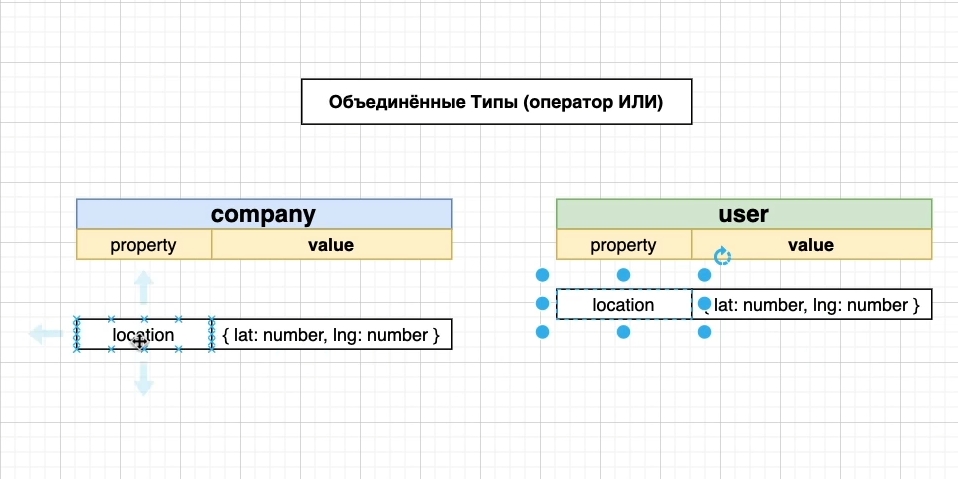 Объединённые Типы (оператор ИЛИ)
company
property value
location { lat: number, lng: number }
user
property value
location { lat: number, lng: number }